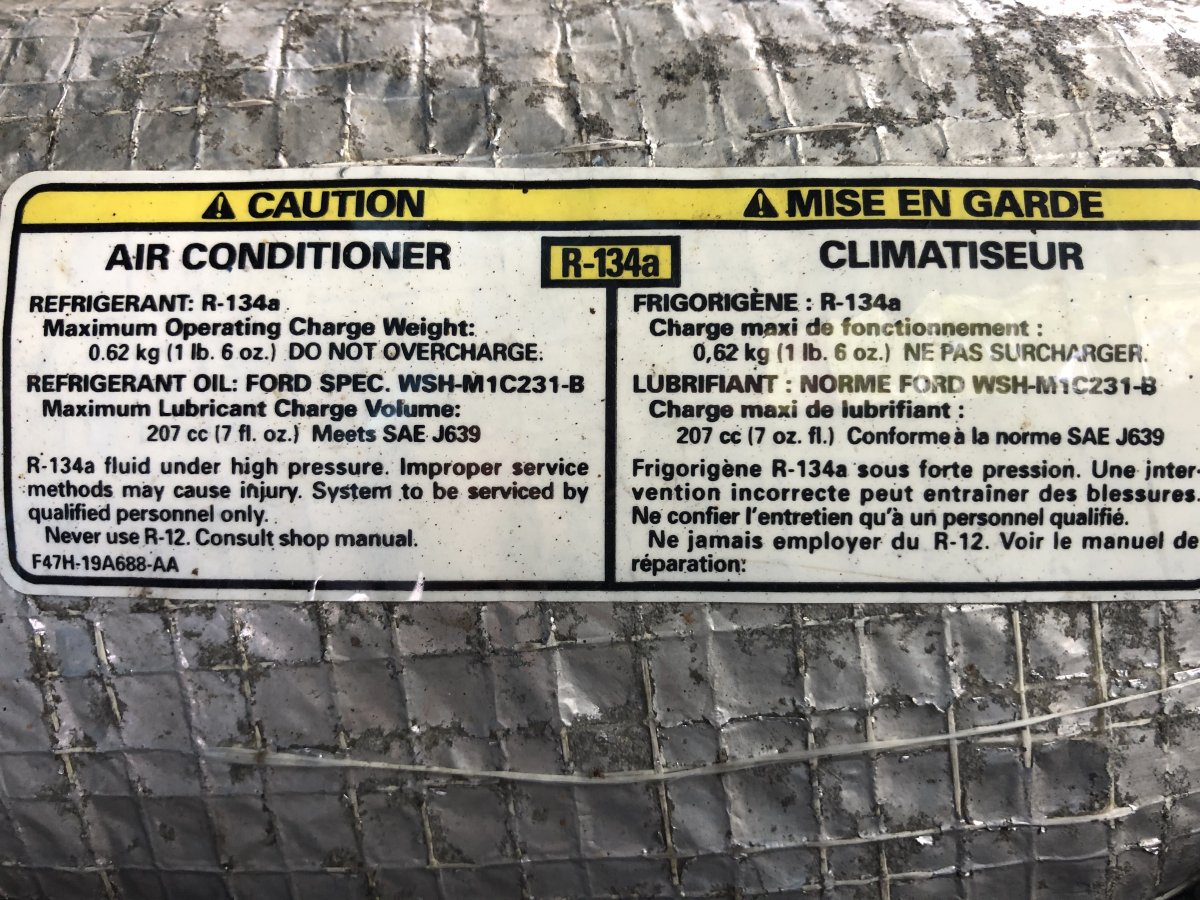 ⚠ CAUTION
AIR CONDITIONER
REFRIGERANT: R-134a
Maximum Operating Charge Weight:
0.62 kg (1 lb. 6 oz.) DO NOT OVERCHARGE.
REFRIGERANT OIL: FORD SPEC. WSH-M1C231-B
Maximum Lubricant Charge Volume:
207 cc (7 fl. oz.) Meets SAE J639
R-134a fluid under high pressure. Improper service
methods may cause injury. System to be serviced by
qualified personnel only.
Never use R-12. Consult shop manual.
F47H-19A688-AA
R-134a
⚠ MISE EN GARDE
CLIMATISEUR
FRIGORIGÈNE : R-134a
Charge maxi de fonctionnement :
0,62 kg (1 lb. 6 oz.) NE PAS SURCHARGER.
LUBRIFIANT : NORME FORD WSH-M1C231-B
Charge maxi de lubrifiant :
207 cc (7 oz. fl.) Conforme à la norme SAE J639
Frigorigène R-134a sous forte pression. Une inter-
vention incorrecte peut entraîner des blessures.
Ne confier l'entretien qu'à un personnel qualifié.
Ne jamais employer du R-12. Voir le manuel de
réparation.